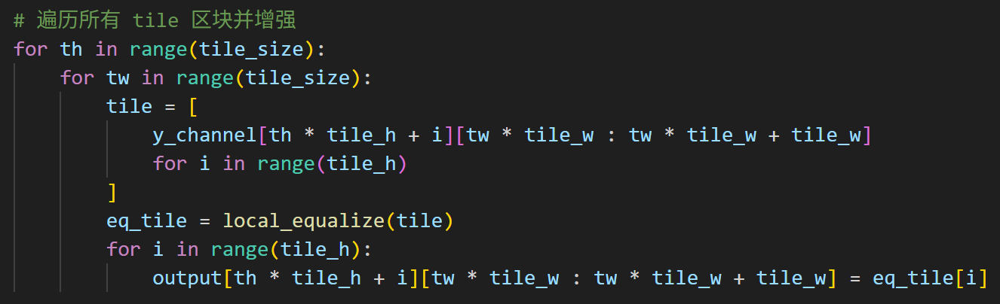 # 遍历所有 tile 区块并增强
for th in range(tile_size):
    for tw in range(tile_size):
        tile = [
            y_channel[th * tile_h + i][tw * tile_w : tw * tile_w + tile_w]
            for i in range(tile_h)
        ]
        eq_tile = local_equalize(tile)
        for i in range(tile_h):
            output[th * tile_h + i][tw * tile_w : tw * tile_w + tile_w] = eq_tile[i]